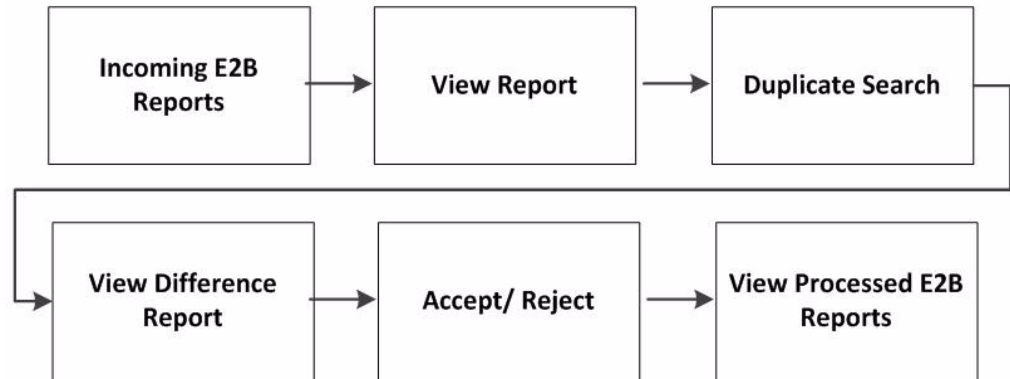 Incoming E2B
Reports
View Report
Duplicate Search
View Difference
Report
Accept/ Reject
View Processed E2B
Reports